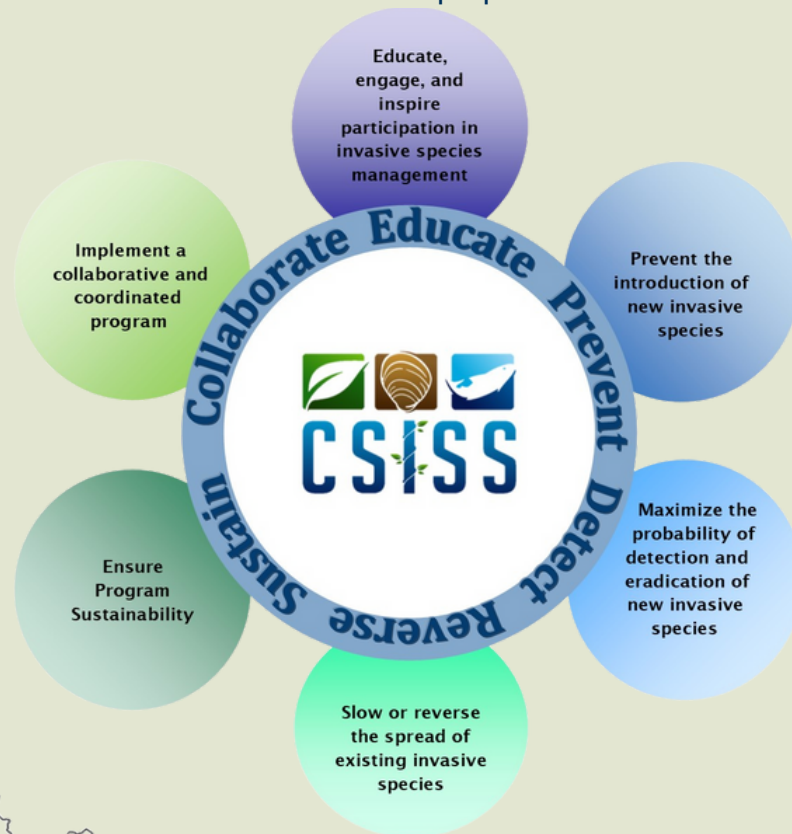 Educate,
engage, and
inspire
participation in
invasive species
management
Prevent the
introduction of
new invasive
species
Maximize the
probability of
detection and
eradication of
new invasive
species
Slow or reverse
the spread of
existing invasive
species
Ensure
Program
Sustainability
Implement a
collaborative and
coordinated
program
Collaborate Educate Prevent Detect Reverse Sustain
CSISS